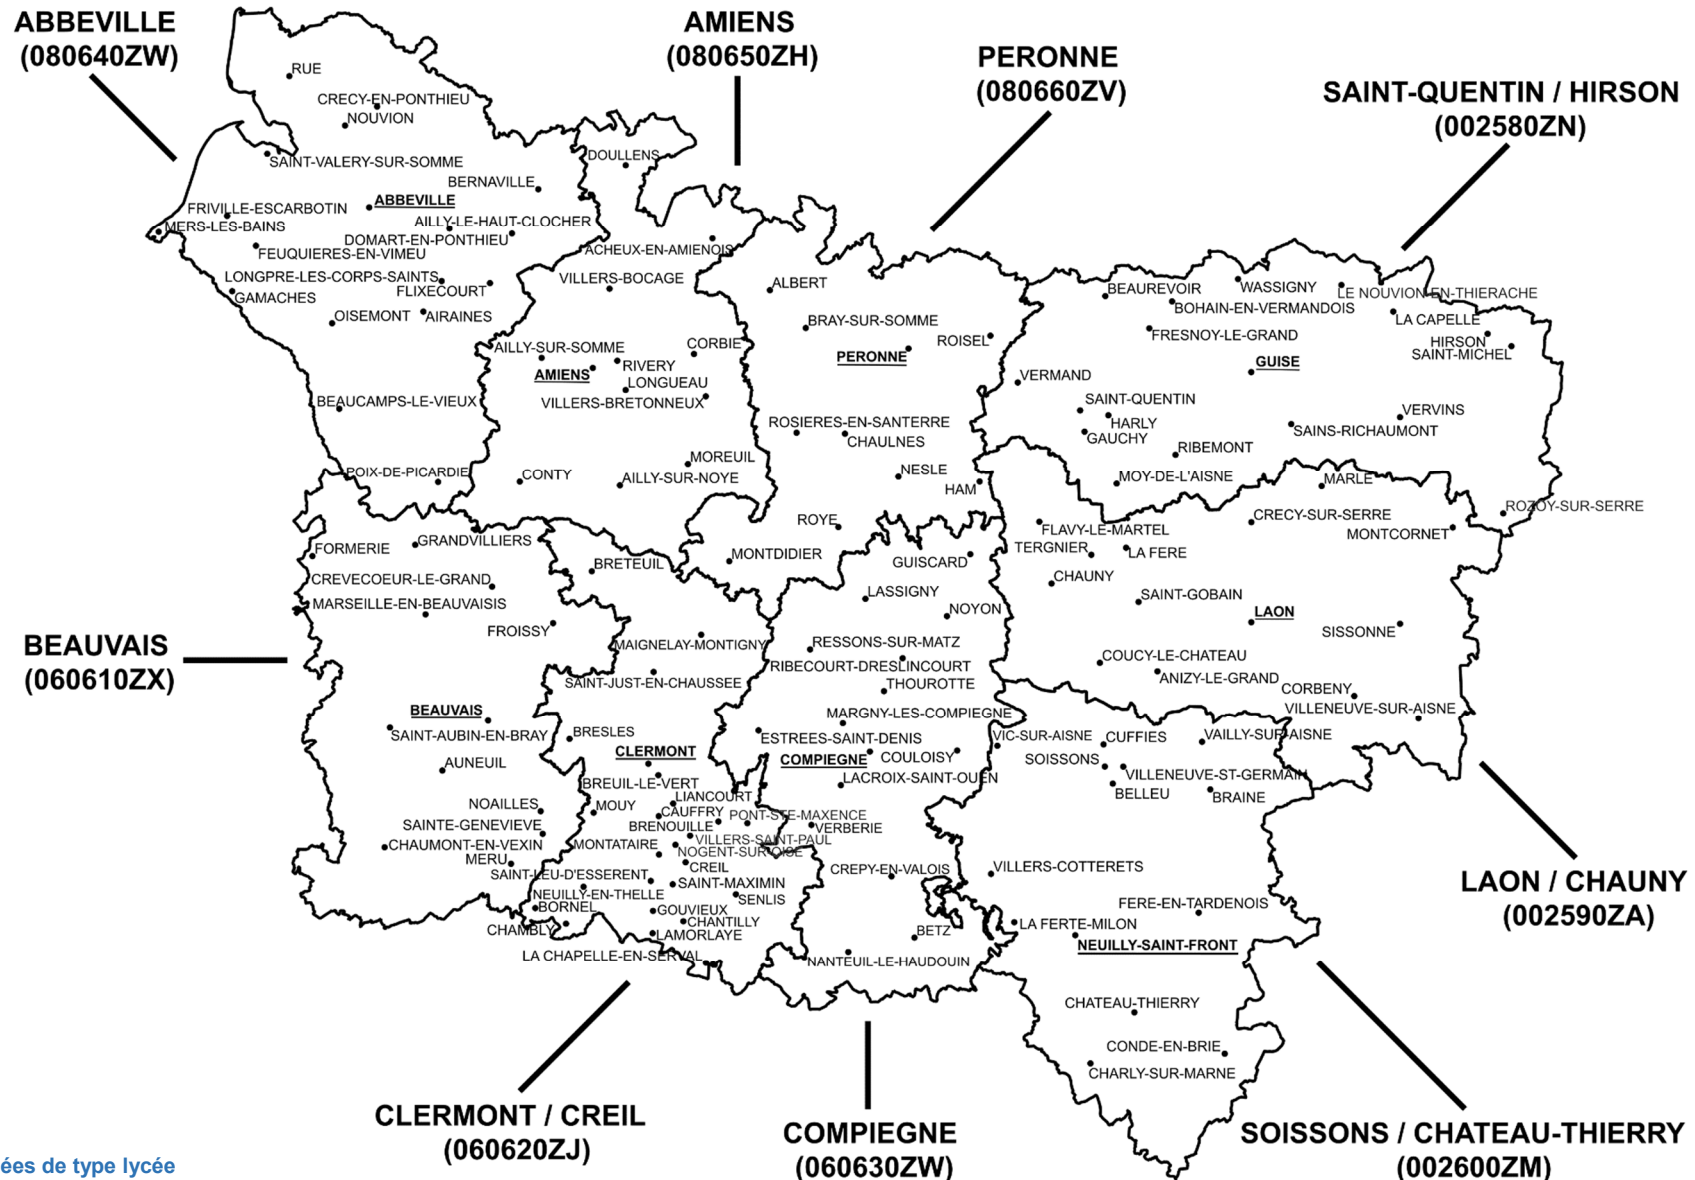 ABBEVILLE
(080640ZW)
AMIENS
(080650ZH)
PERONNE
(080660ZV)
SAINT-QUENTIN / HIRSON
(002580ZN)
RUE
CRECY-EN-PONTHIEU
NOUVION
SAINT-VALERY-SUR-SOMME
BERNAVILLE
ABBEVILLE
FRIVILLE-ESCARBOTIN
AILLY-LE-HAUT-CLOCHER
MERS-LES-BAINS
DOMART-EN-PONTHIEU
FEUQUIERES-EN-VIMEU
LONGPRE-LES-CORPS-SAINTS
FLIXECOURT
GAMACHES
OISEMONT
AIRAINES
BEAUCAMPS-LE-VIEUX
POIX-DE-PICARDIE
DOULLENS
ACHEUX-EN-AMIENOIS
VILLERS-BOCAGE
AILLY-SUR-SOMME
CORBIE
RIVERY
AMIENS
LONGUEAU
VILLERS-BRETONNEUX
MOREUIL
CONTY
AILLY-SUR-NOYE
ALBERT
BRAY-SUR-SOMME
ROISEL
PERONNE
ROSIERES-EN-SANTERRE
CHAULNES
NESLE
HAM
ROYE
MONTDIDIER
BEAUREVOIR
WASSIGNY
LE NOUVION-EN-THIERACHE
BOHAIN-EN-VERMANDOIS
LA CAPELLE
FRESNOY-LE-GRAND
HIRSON
SAINT-MICHEL
GUISE
VERMAND
SAINT-QUENTIN
HARLY
GAUCHY
VERVINS
SAINS-RICHAUMONT
RIBEMONT
MOY-DE-L'AISNE
MARLE
ROZOY-SUR-SERRE
CRECY-SUR-SERRE
MONTCORNET
FLAVY-LE-MARTEL
TERGNIER
LA FERE
CHAUNY
SAINT-GOBAIN
LAON
SISSONNE
COUCY-LE-CHATEAU
ANIZY-LE-GRAND
CORBENY
VILLENEUVE-SUR-AISNE
BEAUVAIS
(060610ZX)
FORMERIE
GRANDVILLIERS
CREVECOEUR-LE-GRAND
MARSEILLE-EN-BEAUVAISIS
FROISSY
BEAUVAIS
SAINT-AUBIN-EN-BRAY
AUNEUIL
NOAILLES
SAINTE-GENEVIEVE
CHAUMONT-EN-VEXIN
MERU
BRETEUIL
MAIGNELAY-MONTIGNY
SAINT-JUST-EN-CHAUSSEE
BRESLES
CLERMONT
BREUIL-LE-VERT
LIANCOURT
MOUY
CAUFFRY
PONT-STE-MAXENCE
BRENOUILLE
VILLERS-SAINT-PAUL
MONTATAIRE
NOGENT-SUR-OISE
CREIL
SAINT-LEU-D'ESSERENT
SAINT-MAXIMIN
NEUILLY-EN-THELLE
SENLIS
BORNEL
GOUVIEUX
CHANTILLY
CHAMBLY
LAMORLAYE
LA CHAPELLE-EN-SERVAL
GUISCARD
LASSIGNY
NOYON
RESSONS-SUR-MATZ
RIBECOURT-DRESLINCOURT
THOUROTTE
MARGNY-LES-COMPIEGNE
ESTREES-SAINT-DENIS
COULOISY
COMPIEGNE
LACROIX-SAINT-OUEN
VERBERIE
CREPY-EN-VALOIS
BETZ
NANTEUIL-LE-HAUDOUIN
VIC-SUR-AISNE
CUFFIES
VAILLY-SUR-AISNE
SOISSONS
VILLENEUVE-ST-GERMAIN
BELLEU
BRAINE
VILLERS-COTTERETS
FERE-EN-TARDENOIS
LA FERTE-MILON
NEUILLY-SAINT-FRONT
CHATEAU-THIERRY
CONDE-EN-BRIE
CHARLY-SUR-MARNE
LAON / CHAUNY
(002590ZA)
CLERMONT / CREIL
(060620ZJ)
COMPIEGNE
(060630ZW)
SOISSONS / CHATEAU-THIERRY
(002600ZM)
ées de type lycée